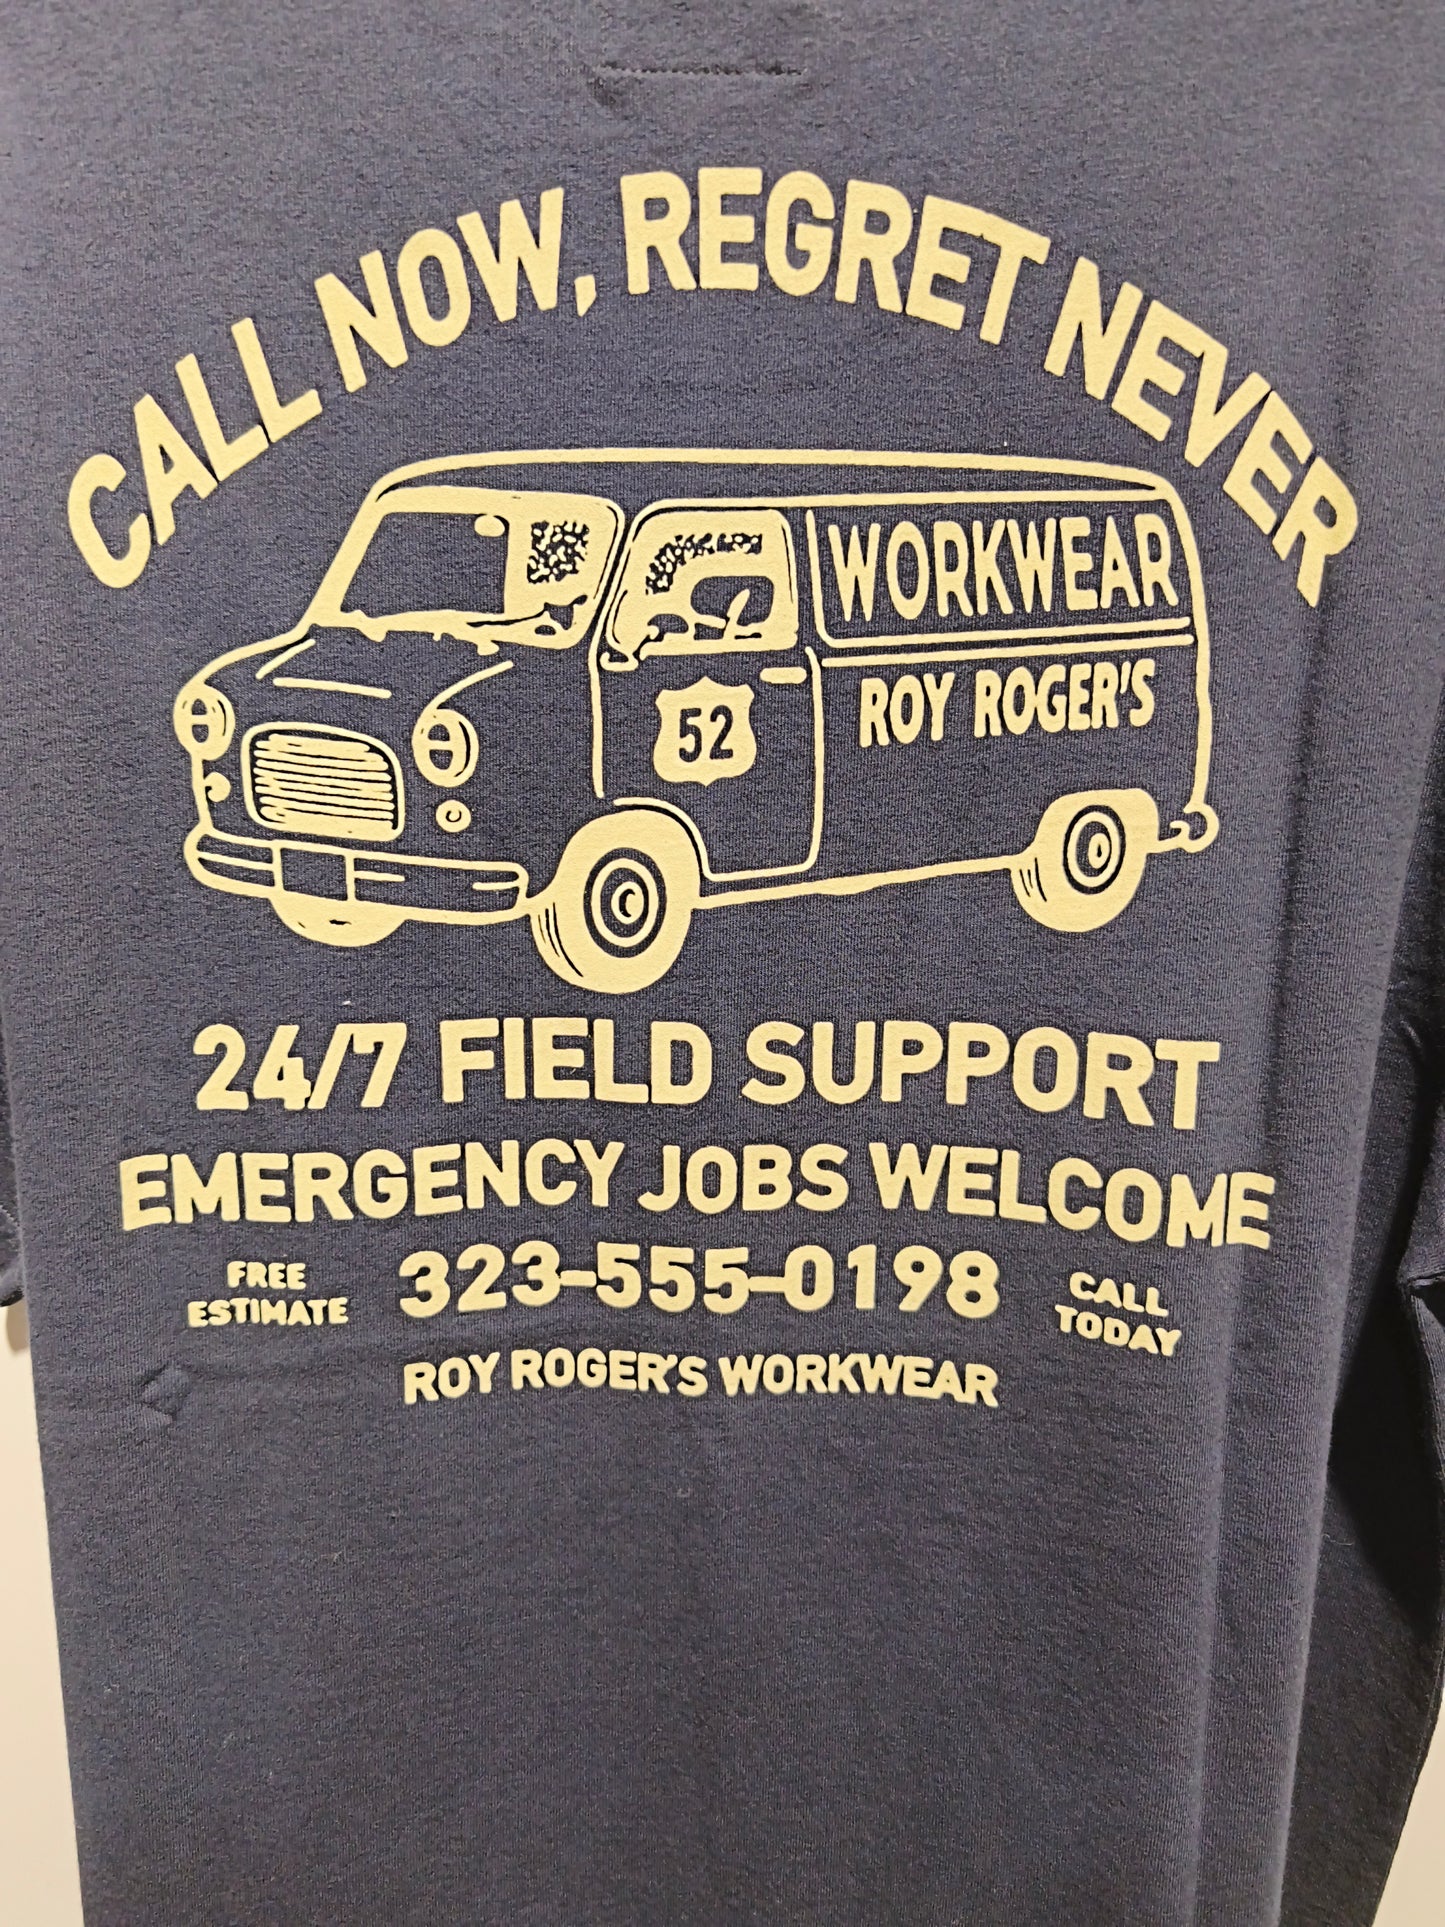 CALL NOW, REGRET NEVER
WORKWEAR
ROY ROGER'S
52
24/7 FIELD SUPPORT
EMERGENCY JOBS WELCOME
FREE
ESTIMATE
323-555-0198
CALL
TODAY
ROY ROGER'S WORKWEAR